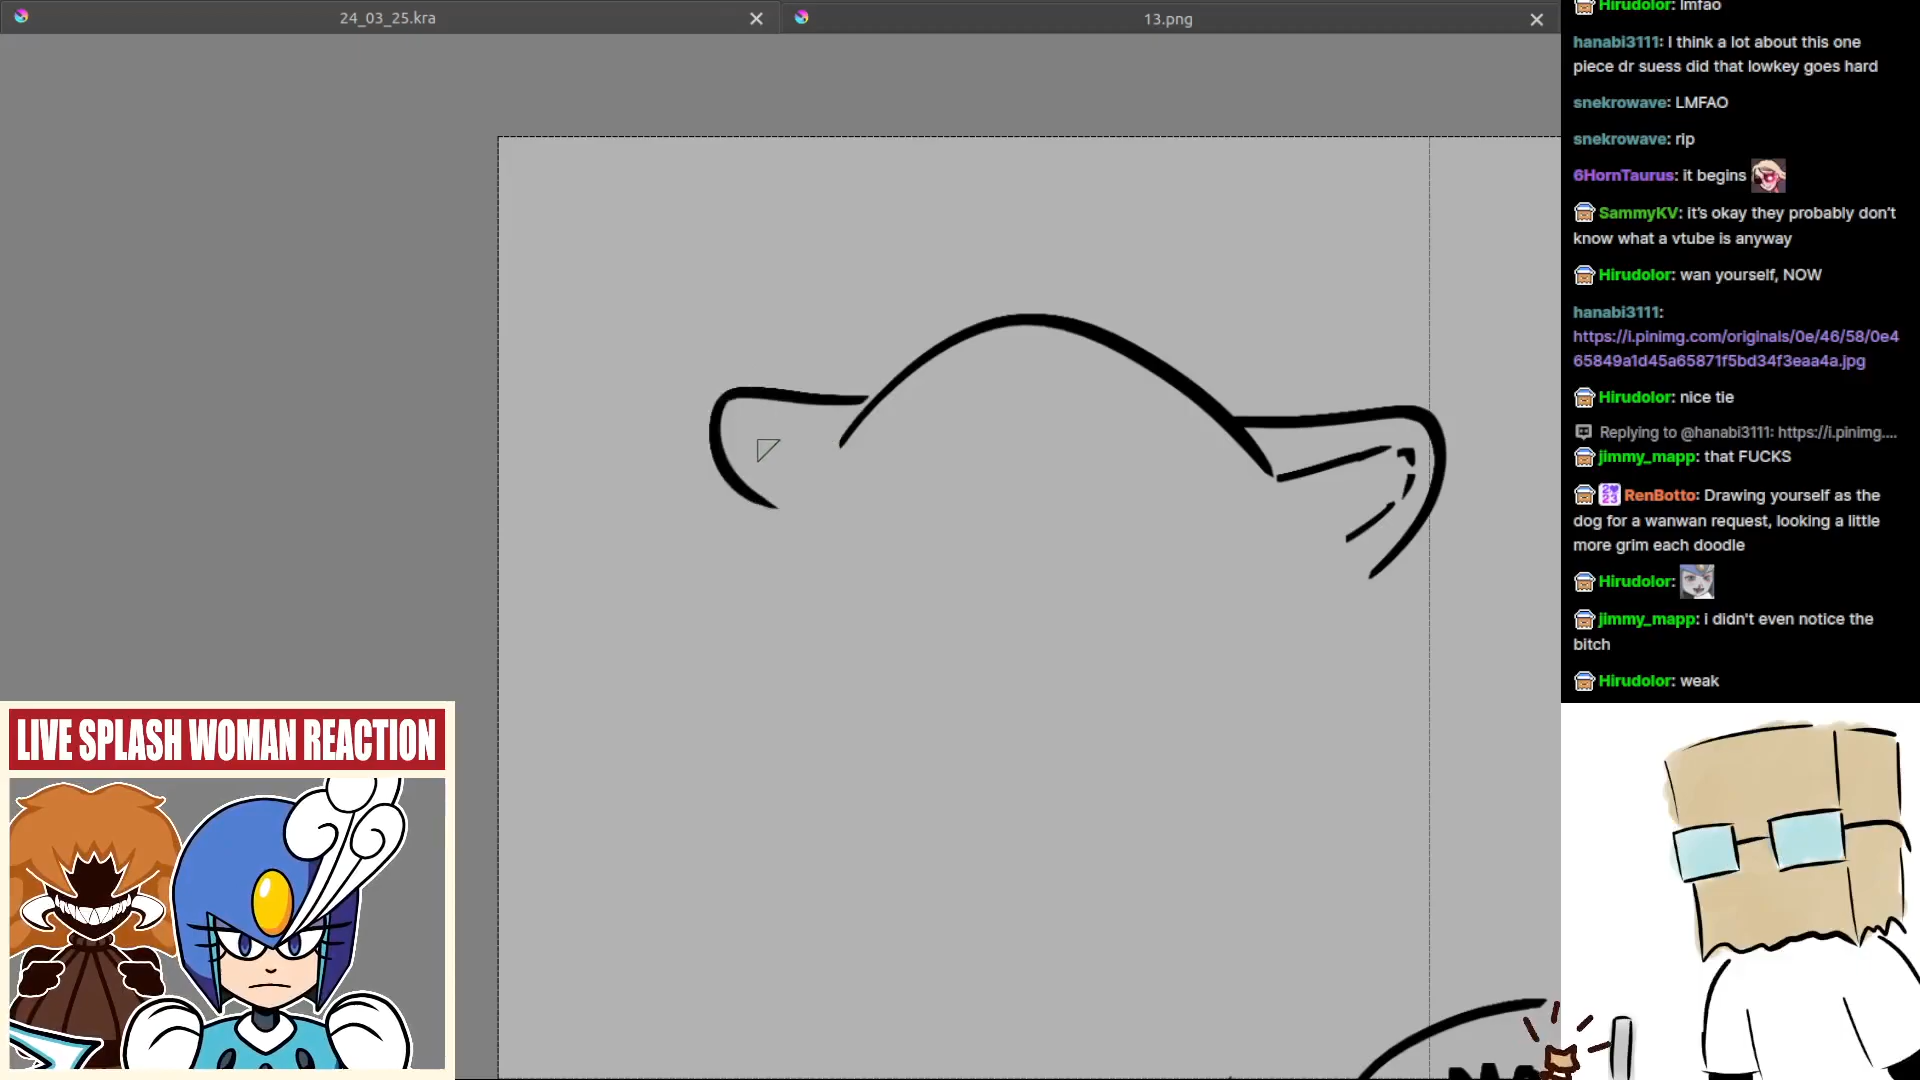 24_03_25.kra
13.png
Hirudolor: lmfao
hanabi3111: I think a lot about this one
piece dr suess did that lowkey goes hard
snekrowave: LMFAO
snekrowave: rip
6HornTaurus: it begins
SammyKV: it’s okay they probably don’t
know what a vtube is anyway
Hirudolor: wan yourself, NOW
hanabi3111:
https://i.pinimg.com/originals/0e/46/58/0e4
65849a1d45a65871f5bd34f3eaa4a.jpg
Hirudolor: nice tie
Replying to @hanabi3111: https://i.pinimg....
jimmy_mapp: that FUCKS
RenBotto: Drawing yourself as the
dog for a wanwan request, looking a little
more grim each doodle
Hirudolor:
jimmy_mapp: i didn't even notice the
bitch
Hirudolor: weak
LIVE SPLASH WOMAN REACTION